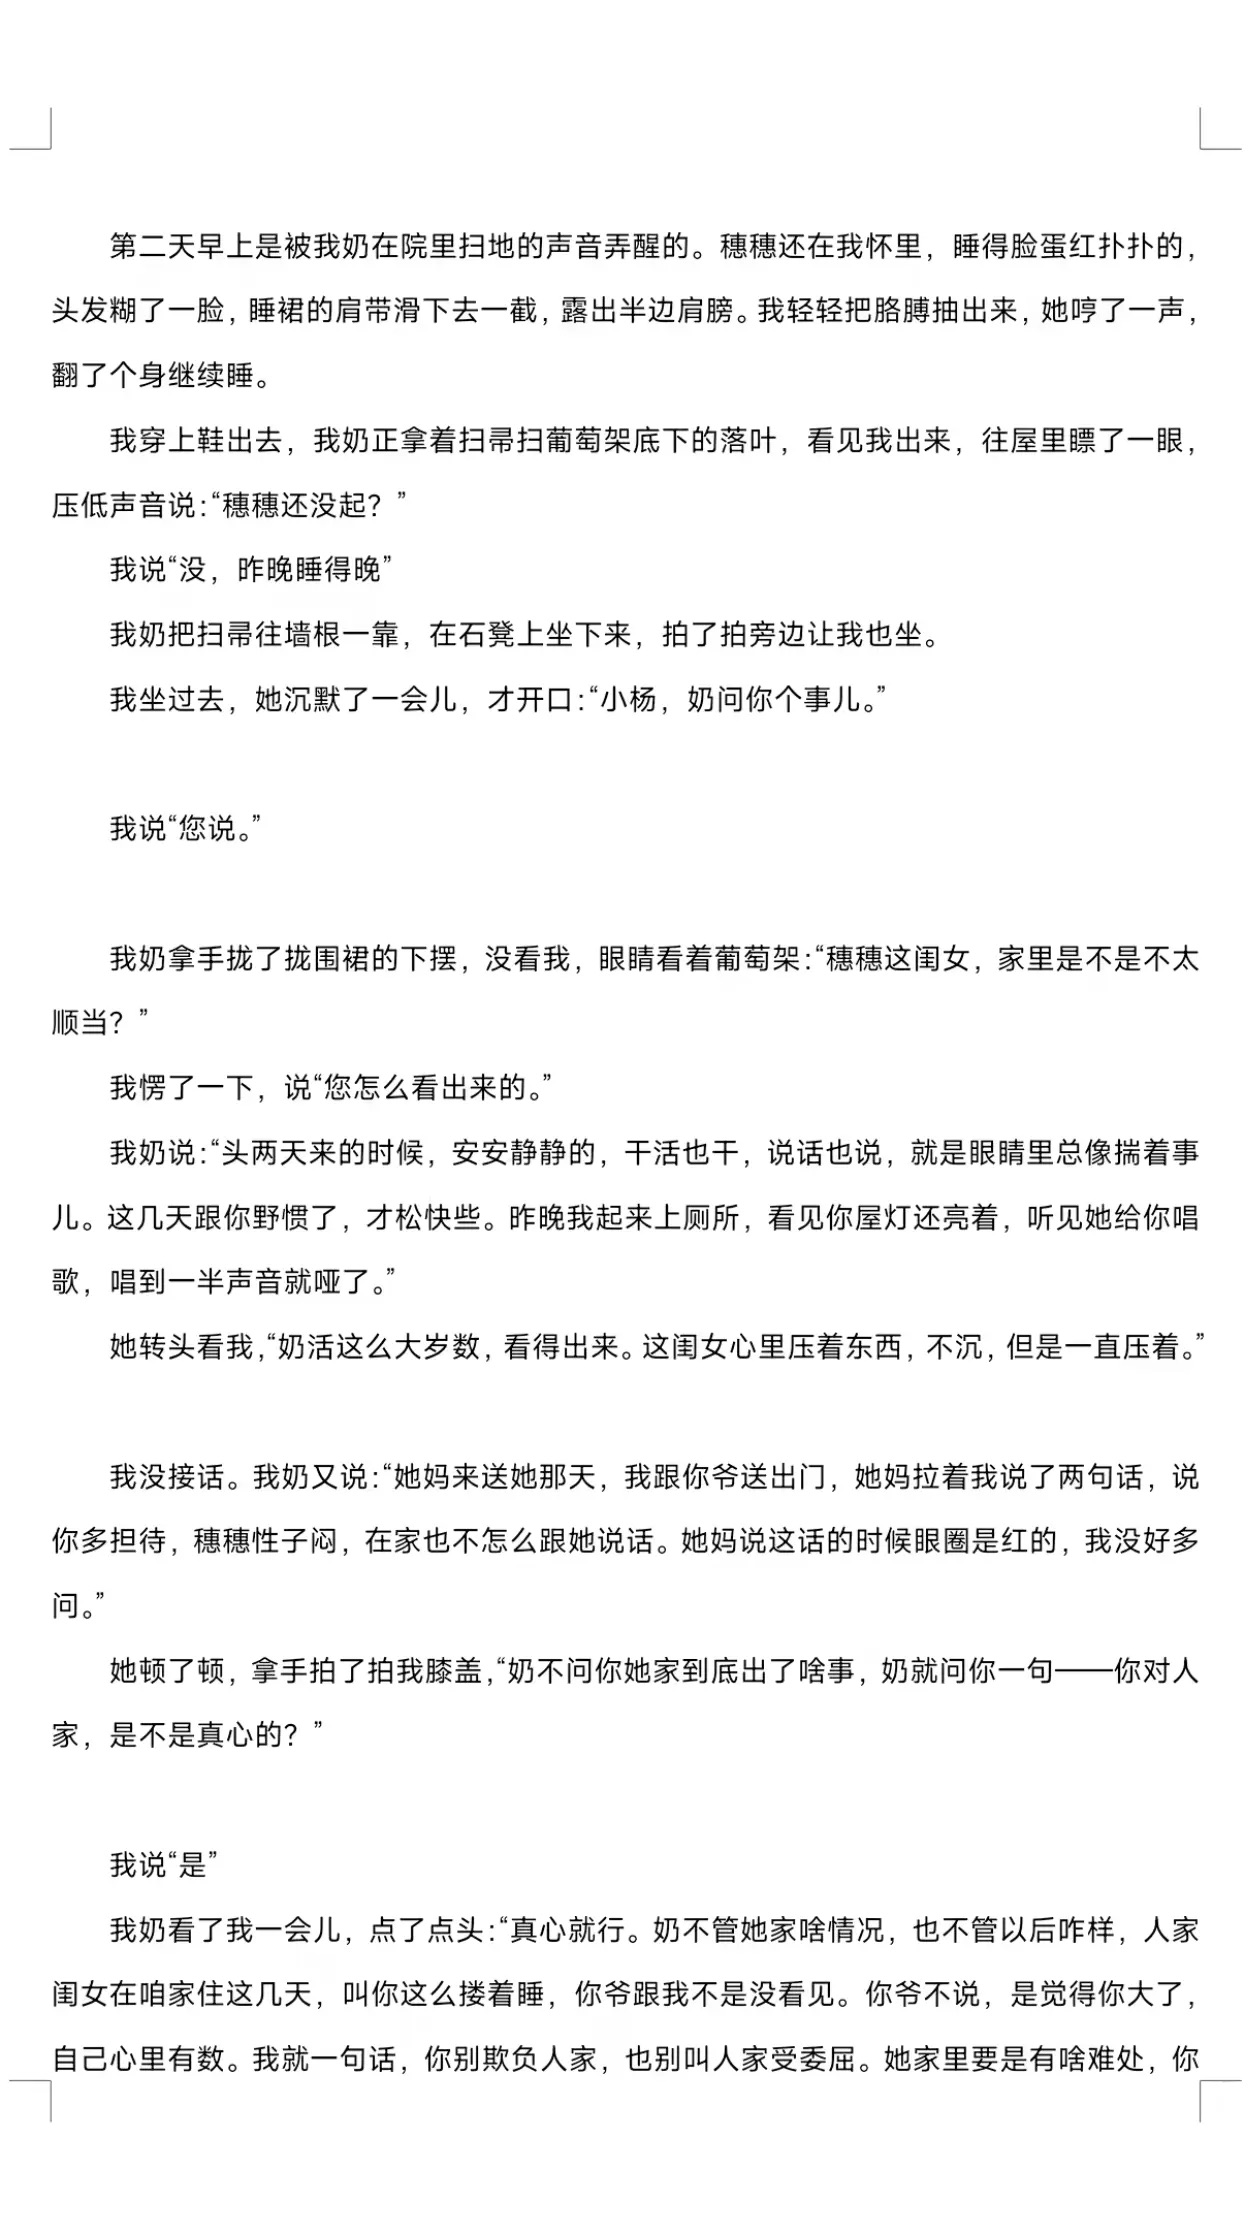 第二天早上是被我奶在院里扫地的声音弄醒的。穗穗还在我怀里，睡得脸蛋红扑扑的，
头发糊了一脸，睡裙的肩带滑下去一截，露出半边肩膀。我轻轻把胳膊抽出来，她哼了一声，
翻了个身继续睡。
我穿上鞋出去，我奶正拿着扫帚扫葡萄架底下的落叶，看见我出来，往屋里瞟了一眼，
压低声音说：“穗穗还没起？”
我说“没，昨晚睡得晚”
我奶把扫帚往墙根一靠，在石凳上坐下来，拍了拍旁边让我也坐。
我坐过去，她沉默了一会儿，才开口：“小杨，奶问你个事儿。”
我说“您说。”
我奶拿手拢了拢围裙的下摆，没看我，眼睛看着葡萄架：“穗穗这闺女，家里是不是不太
顺当？”
我愣了一下，说“您怎么看出来的。”
我奶说：“头两天来的时候，安安静静的，干活也干，说话也说，就是眼睛里总像揣着事
儿。这几天跟你野惯了，才松快些。昨晚我起来上厕所，看见你屋灯还亮着，听见她给你唱
歌，唱到一半声音就哑了。”
她转头看我，“奶活这么大岁数，看得出来。这闺女心里压着东西，不沉，但是一直压着。”
我没接话。我奶又说：“她妈来送她那天，我跟你爷送出门，她妈拉着我说了两句话，说
你多担待，穗穗性子闷，在家也不怎么跟她说话。她妈说这话的时候眼圈是红的，我没好多
问。”
她顿了顿，拿手拍了拍我膝盖，“奶不问你她家到底出了啥事，奶就问你一句——你对人
家，是不是真心的？”
我说“是”
我奶看了我一会儿，点了点头：“真心就行。奶不管她家啥情况，也不管以后咋样，人家
闺女在咱家住这几天，叫你这么搂着睡，你爷跟我不是没看见。你爷不说，是觉得你大了，
自己心里有数。我就一句话，你别欺负人家，也别叫人家受委屈。她家里要是有啥难处，你